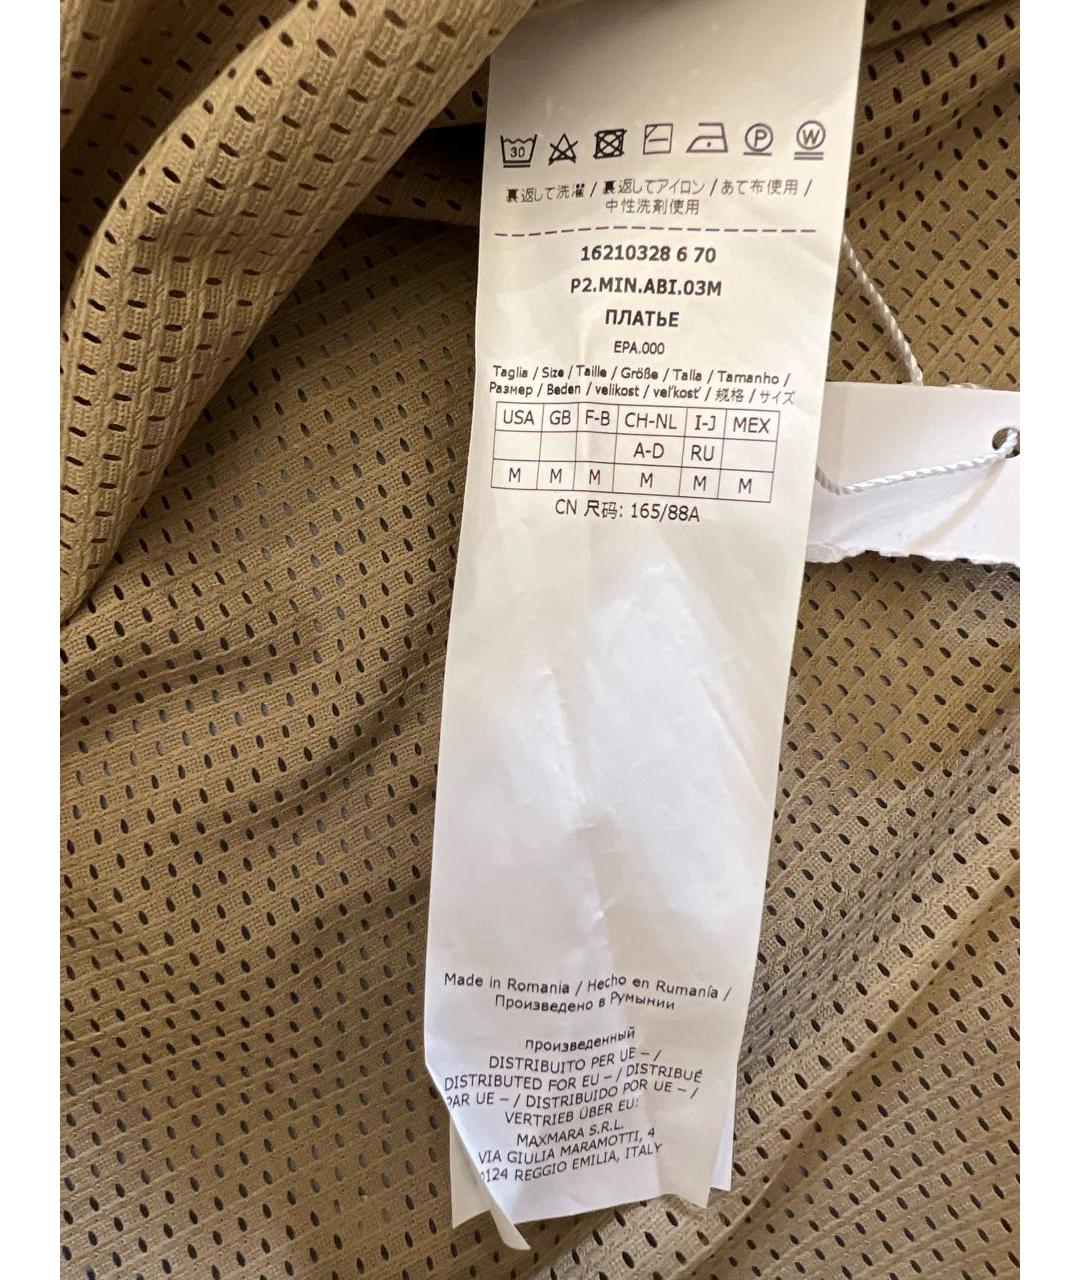 30 P W
裏返して洗濯 / 裏返してアイロン / あて布使用 /
中性洗剤使用
16210328 6 70
P2.MIN.ABI.03M
ПЛАТЬЕ
EPA.000
Taglia / Size / Taille / Größe / Talla / Tamanho /
Размер / Beden / velikost / veľkosť / 规格 / サイズ
USA GB F-B CH-NL I-J MEX
A-D RU
M M M M M M
CN 尺码: 165/88A
Made in Romania / Hecho en Rumanía /
Произведено в Румынии
произведенный
DISTRIBUITO PER UE – /
DISTRIBUTED FOR EU – / DISTRIBUÉ
PAR UE – / DISTRIBUIDO POR UE – /
VERTRIEB ÜBER EU:
MAXMARA S.R.L.
VIA GIULIA MARAMOTTI, 4
REGGIO EMILIA, ITALY